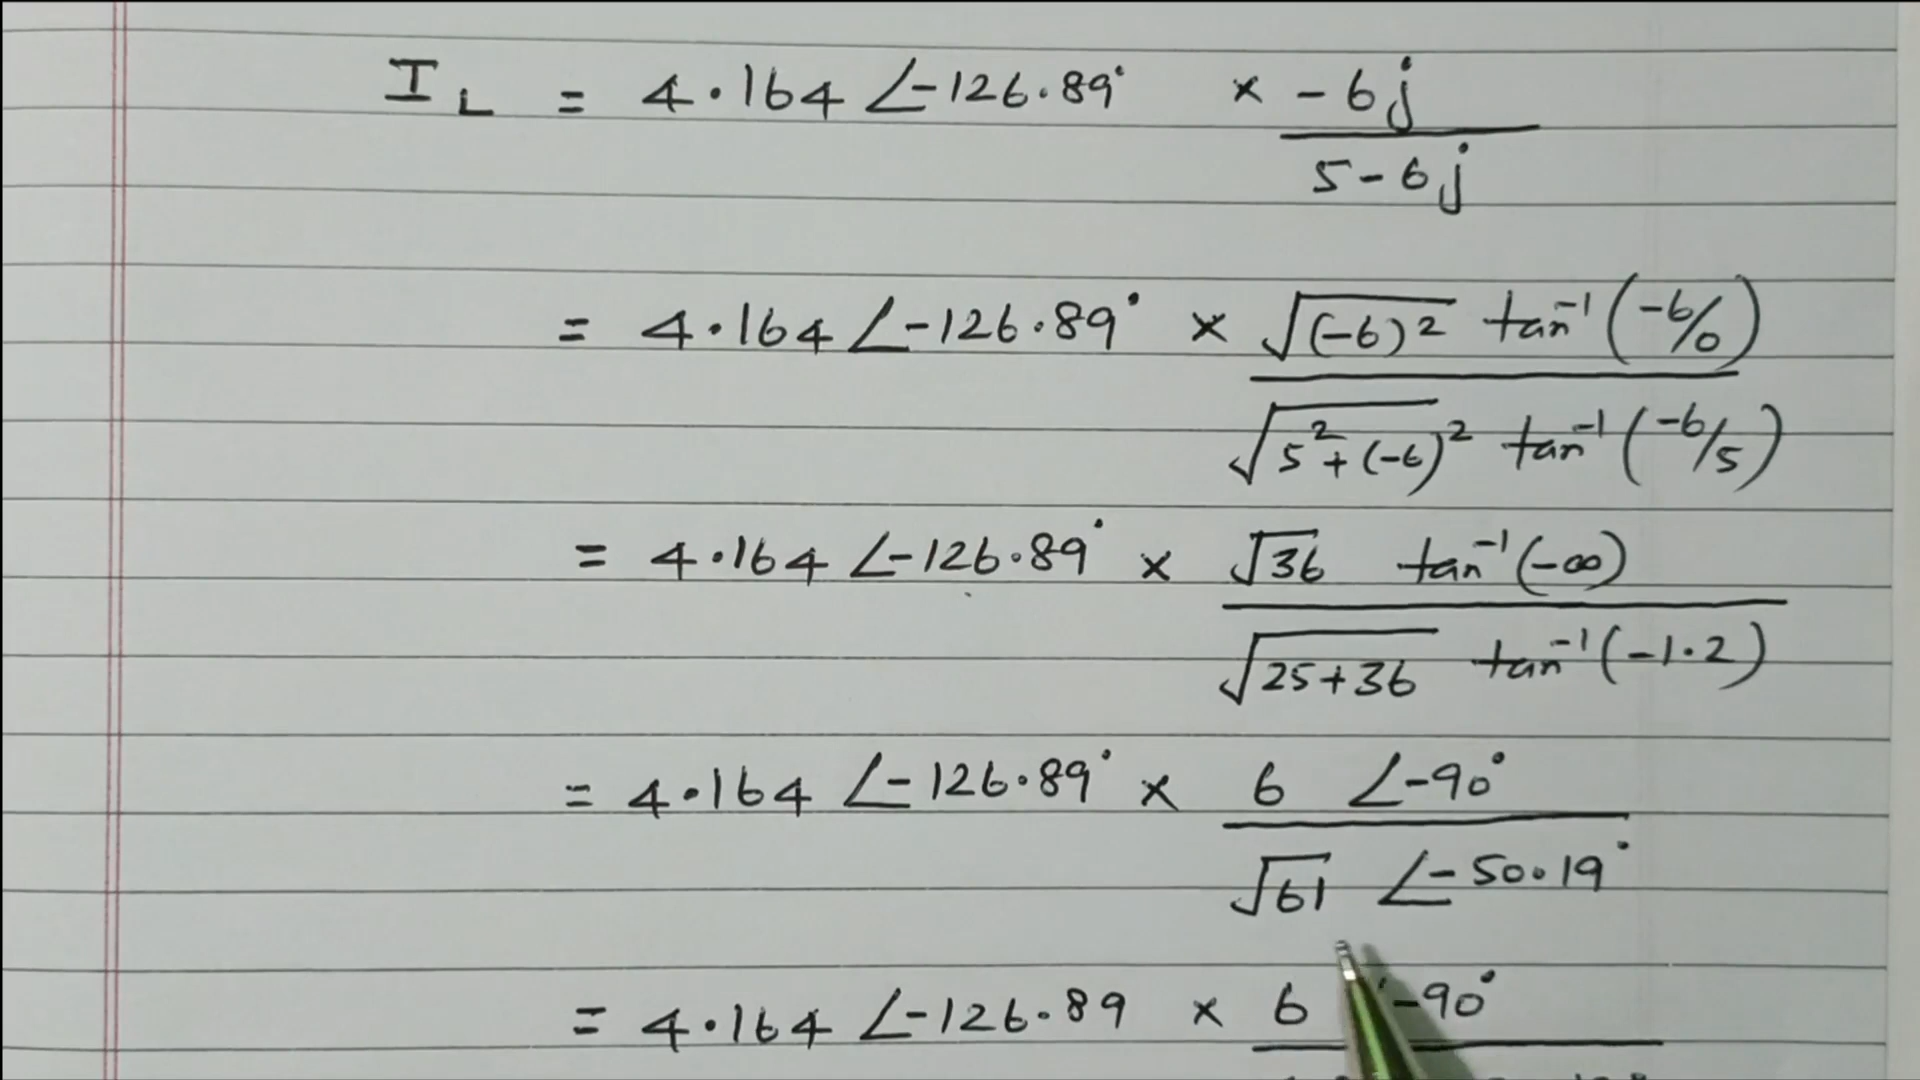 I_L = 4.164 ∠-126.89° × -6j
5-6j
= 4.164 ∠-126.89° × √(-6)² tan⁻¹(-6/0)
√5²+(-6)² tan⁻¹(-6/5)
= 4.164 ∠-126.89° × √36 tan⁻¹(-∞)
√25+36 tan⁻¹(-1.2)
= 4.164 ∠-126.89° × 6 ∠-90°
√61 ∠-50.19°
= 4.164 ∠-126.89 × 6 -90°